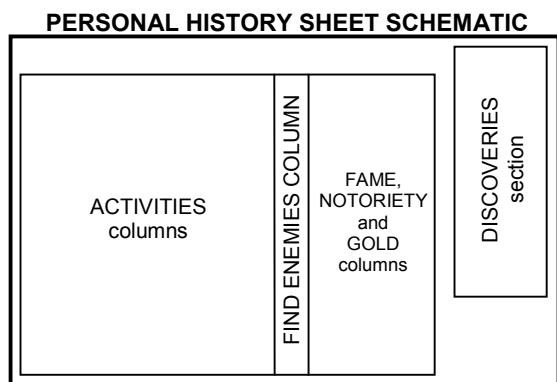 PERSONAL HISTORY SHEET SCHEMATIC
ACTIVITIES
columns
FIND ENEMIES COLUMN
FAME,
NOTORIETY
and
GOLD
columns
DISCOVERIES
section